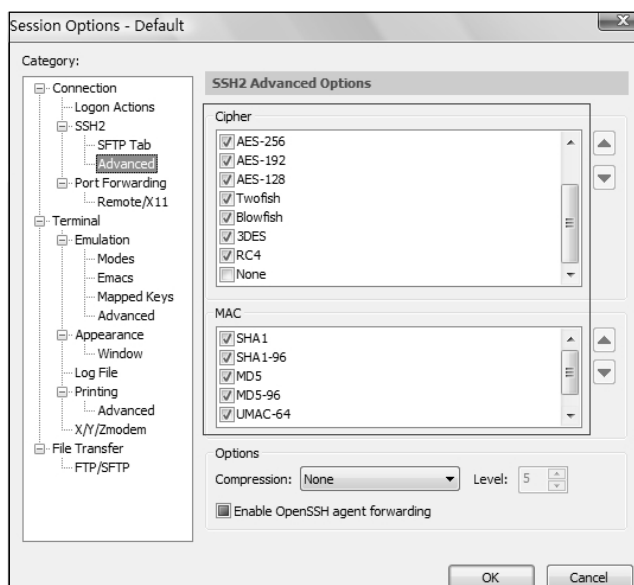 Session Options - Default
Category:
Connection
Logon Actions
SSH2
SFTP Tab
Advanced
Port Forwarding
Remote/X11
Terminal
Emulation
Modes
Emacs
Mapped Keys
Advanced
Appearance
Window
Log File
Printing
Advanced
X/Y/Zmodem
File Transfer
FTP/SFTP
SSH2 Advanced Options
Cipher
AES-256
AES-192
AES-128
Twofish
Blowfish
3DES
RC4
None
MAC
SHA1
SHA1-96
MD5
MD5-96
UMAC-64
Options
Compression: None Level: 5
Enable OpenSSH agent forwarding
OK Cancel